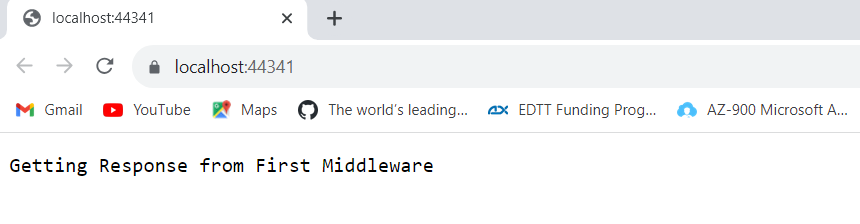 localhost:44341
localhost:44341
Gmail YouTube Maps The world's leading... EDTT Funding Prog... AZ-900 Microsoft A...
Getting Response from First Middleware